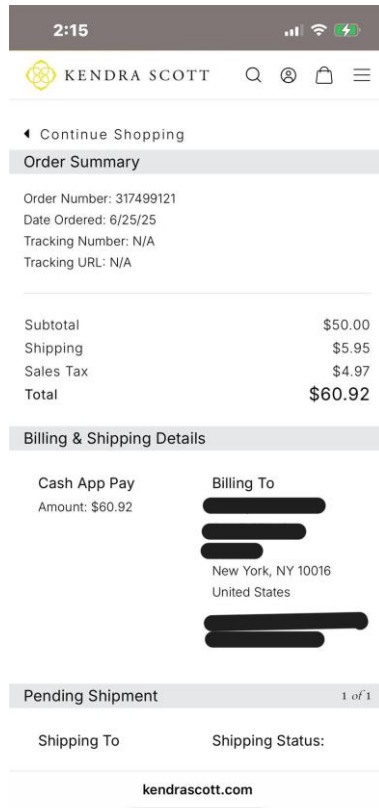 2:15
KENDRA SCOTT
Continue Shopping
Order Summary
Order Number: 317499121
Date Ordered: 6/25/25
Tracking Number: N/A
Tracking URL: N/A
Subtotal $50.00
Shipping $5.95
Sales Tax $4.97
Total $60.92
Billing & Shipping Details
Cash App Pay Billing To
Amount: $60.92
New York, NY 10016
United States
Pending Shipment 1 of 1
Shipping To Shipping Status:
kendrascott.com